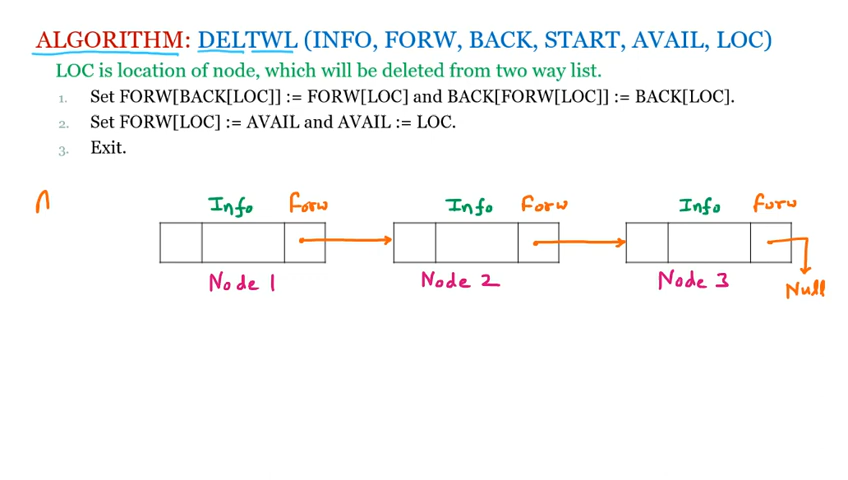 ALGORITHM: DELTWL (INFO, FORW, BACK, START, AVAIL, LOC)
LOC is location of node, which will be deleted from two way list.
1. Set FORW[BACK[LOC]] := FORW[LOC] and BACK[FORW[LOC]] := BACK[LOC].
2. Set FORW[LOC] := AVAIL and AVAIL := LOC.
3. Exit.
Info Forw Info Forw Info Forw
Node 1 Node 2 Node 3 Null